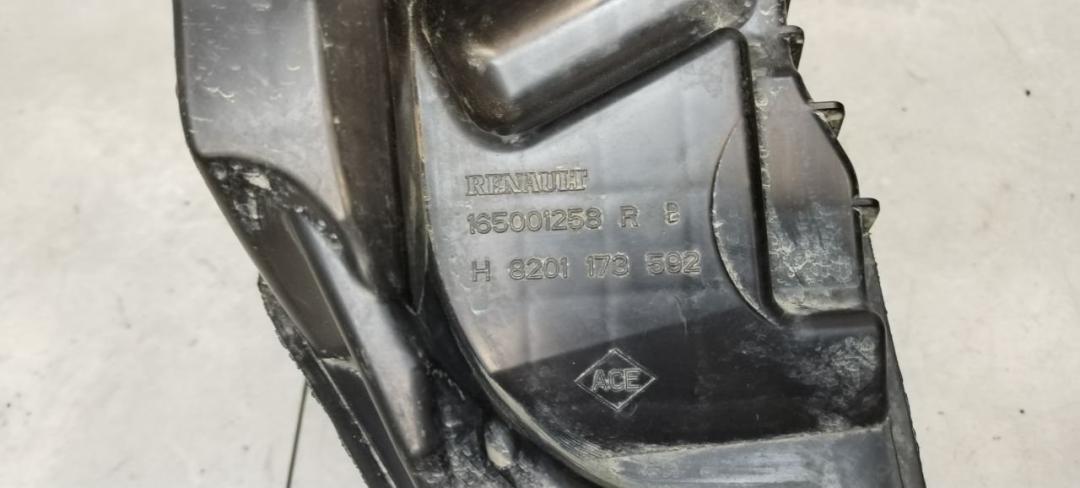 RENAULT
165001258 R B
H 8201 173 592
ACE